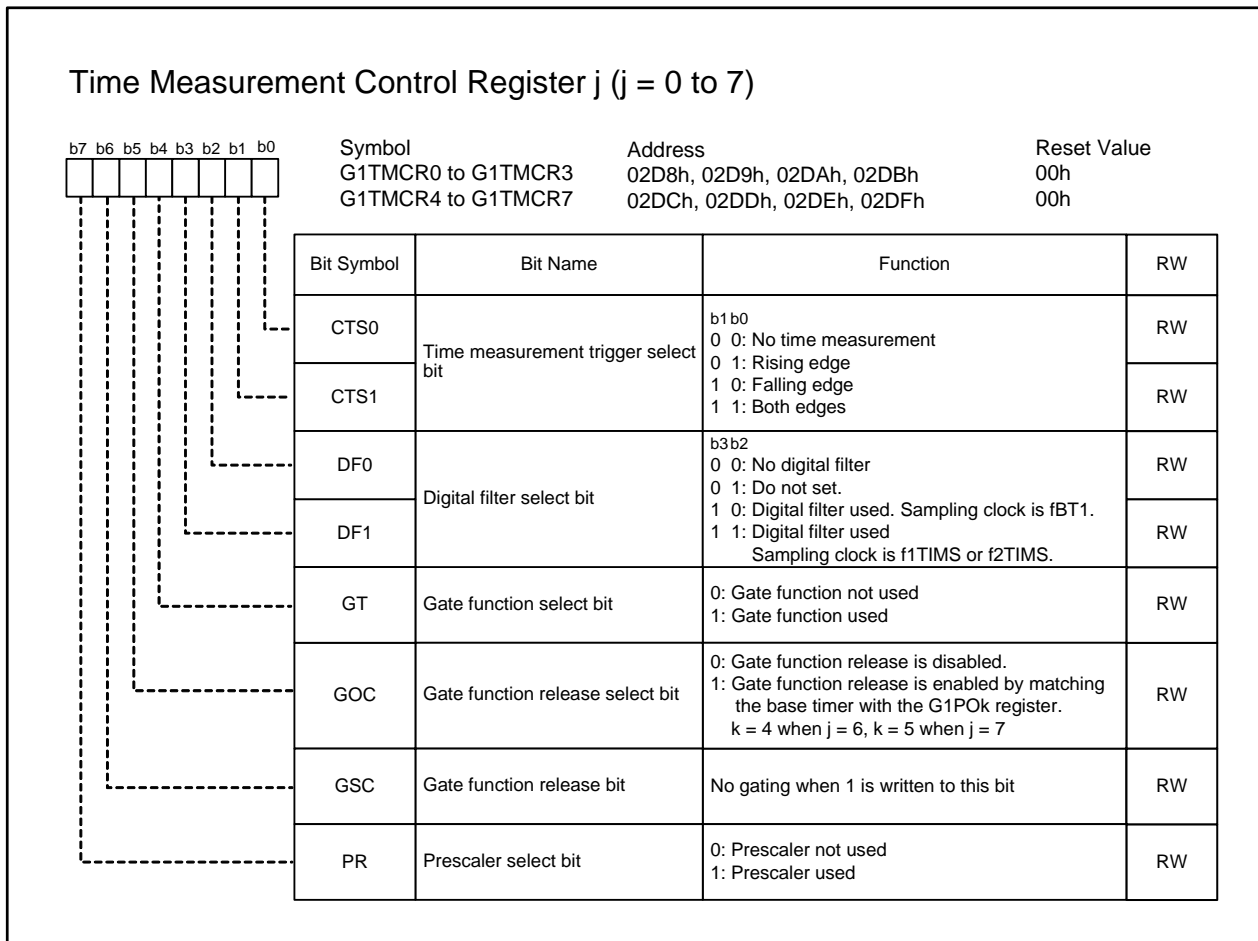 Time Measurement Control Register j (j = 0 to 7)
b7 b6 b5 b4 b3 b2 b1 b0
Symbol Address Reset Value
G1TMCR0 to G1TMCR3 02D8h, 02D9h, 02DAh, 02DBh 00h
G1TMCR4 to G1TMCR7 02DCh, 02DDh, 02DEh, 02DFh 00h
Bit Symbol Bit Name Function RW
CTS0
CTS1
Time measurement trigger select
bit
b1 b0
0 0: No time measurement
0 1: Rising edge
1 0: Falling edge
1 1: Both edges
RW
RW
DF0
DF1
Digital filter select bit
b3 b2
0 0: No digital filter
0 1: Do not set.
1 0: Digital filter used. Sampling clock is fBT1.
1 1: Digital filter used
Sampling clock is f1TIMS or f2TIMS.
RW
RW
GT
Gate function select bit
0: Gate function not used
1: Gate function used
RW
GOC
Gate function release select bit
0: Gate function release is disabled.
1: Gate function release is enabled by matching
the base timer with the G1POk register.
k = 4 when j = 6, k = 5 when j = 7
RW
GSC
Gate function release bit
No gating when 1 is written to this bit
RW
PR
Prescaler select bit
0: Prescaler not used
1: Prescaler used
RW